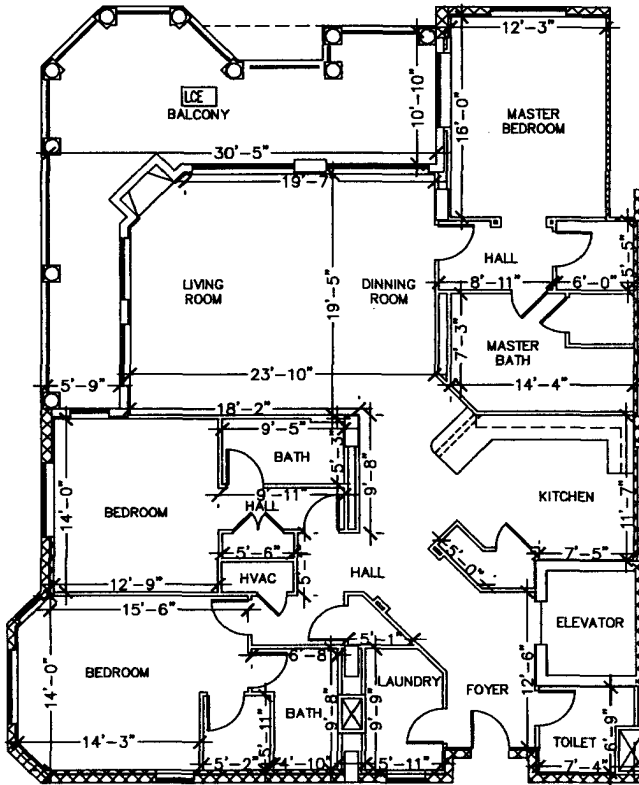 12'-3"
LCE
BALCONY
10'-10"
16'-0"
MASTER
BEDROOM
30'-5"
19'-7
HALL
5'-5"
8'-11"
6'-0"
LIVING
ROOM
DINNING
ROOM
19'-5"
7'-3"
MASTER
BATH
23'-10"
14'-4"
5'-9"
18'-2"
9'-5"
5'-3"
BATH
9'-8"
9'-11"
HALL
14'-0"
BEDROOM
KITCHEN
11'-7"
5'-6"
5'-0"
7'-5"
HVAC
5'-
HALL
12'-9"
15'-6"
ELEVATOR
5'-1"
6'-8"
12'-6"
14'-0"
BEDROOM
LAUNDRY
FOYER
BATH
9'-8"
9'-9"
6'-9"
TOILET
14'-3"
5'-2"
-11"
4'-10"
5'-11"
7'-4"